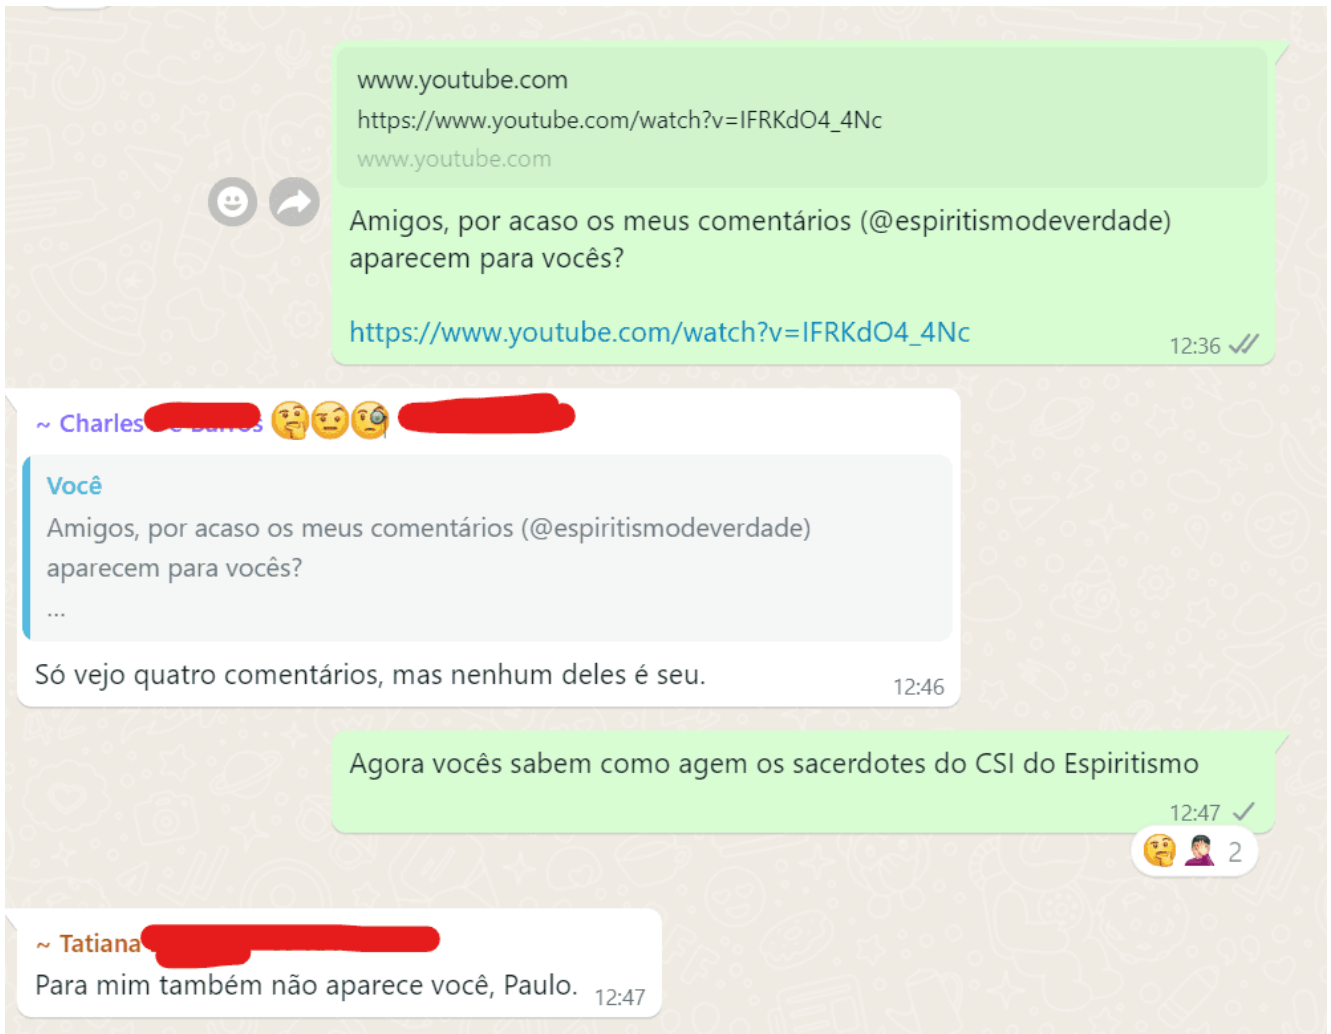 www.youtube.com
https://www.youtube.com/watch?v=IFRKdO4_4Nc
www.youtube.com
Amigos, por acaso os meus comentários (@espiritismodeverdade)
aparecem para vocês?
https://www.youtube.com/watch?v=IFRKdO4_4Nc
12:36
~ Charles
Você
Amigos, por acaso os meus comentários (@espiritismodeverdade)
aparecem para vocês?
...
Só vejo quatro comentários, mas nenhum deles é seu.
12:46
Agora vocês sabem como agem os sacerdotes do CSI do Espiritismo
12:47
2
~ Tatiana
Para mim também não aparece você, Paulo.
12:47